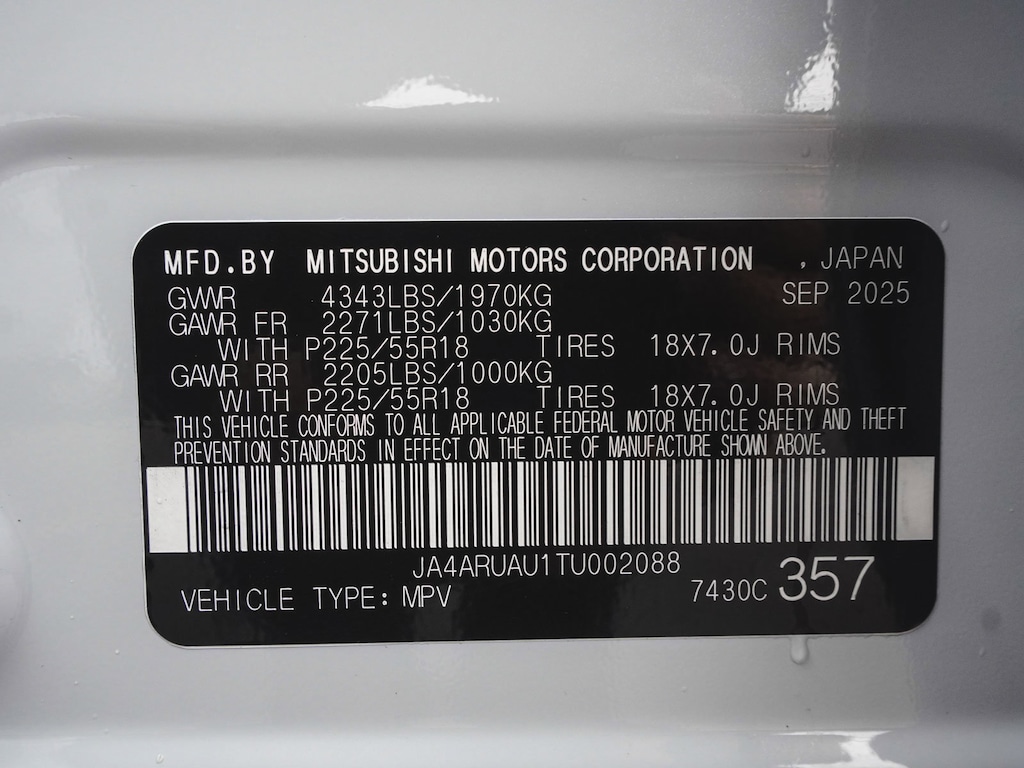 MFD.BY MITSUBISHI MOTORS CORPORATION , JAPAN
GVWR 4343LBS/1970KG SEP 2025
GAWR FR 2271LBS/1030KG
WITH P225/55R18 TIRES 18X7.0J RIMS
GAWR RR 2205LBS/1000KG
WITH P225/55R18 TIRES 18X7.0J RIMS
THIS VEHICLE CONFORMS TO ALL APPLICABLE FEDERAL MOTOR VEHICLE SAFETY AND THEFT
PREVENTION STANDARDS IN EFFECT ON THE DATE OF MANUFACTURE SHOWN ABOVE.
JA4ARUAU1TU002088
VEHICLE TYPE: MPV 7430C 357